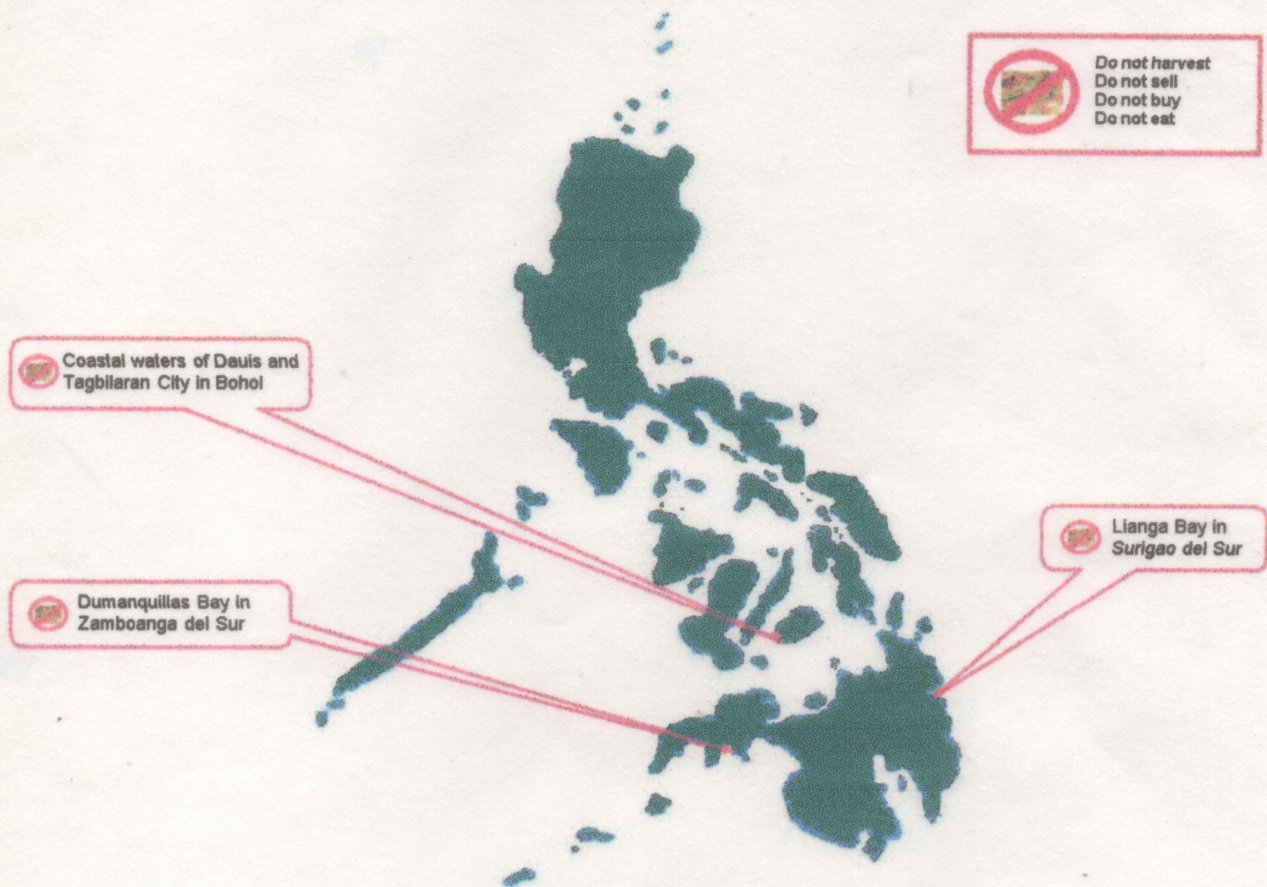 Do not harvest
Do not sell
Do not buy
Do not eat
Coastal waters of Dauis and
Tagbilaran City in Bohol
Lianga Bay in
Surigao del Sur
Dumanquillas Bay in
Zamboanga del Sur